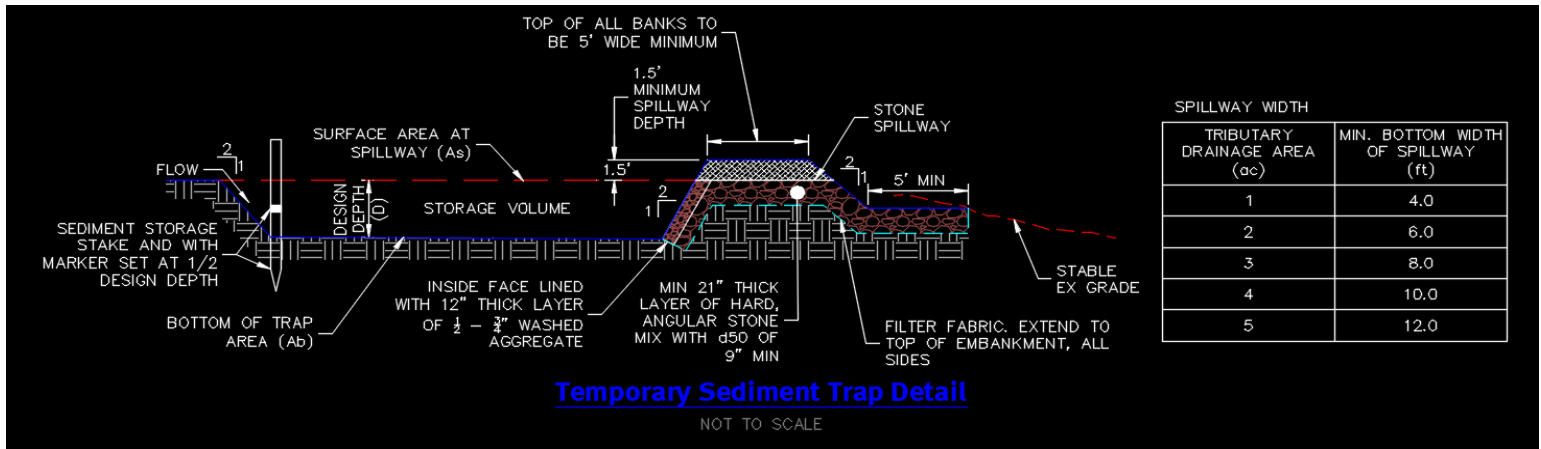 TOP OF ALL BANKS TO
BE 5' WIDE MINIMUM
1.5'
MINIMUM
SPILLWAY
DEPTH
STONE
SPILLWAY
SURFACE AREA AT
SPILLWAY (As)
2
1
FLOW
1.5'
2
1
5' MIN
DESIGN
DEPTH
(D)
STORAGE VOLUME
2
1
SEDIMENT STORAGE
STAKE AND WITH
MARKER SET AT 1/2
DESIGN DEPTH
BOTTOM OF TRAP
AREA (Ab)
INSIDE FACE LINED
WITH 12" THICK LAYER
OF 1/2 - 3/4" WASHED
AGGREGATE
MIN 21" THICK
LAYER OF HARD,
ANGULAR STONE
MIX WITH d50 OF
9" MIN
FILTER FABRIC. EXTEND TO
TOP OF EMBANKMENT, ALL
SIDES
STABLE
EX GRADE
SPILLWAY WIDTH
TRIBUTARY
DRAINAGE AREA
(ac)
MIN. BOTTOM WIDTH
OF SPILLWAY
(ft)
1 4.0
2 6.0
3 8.0
4 10.0
5 12.0
Temporary Sediment Trap Detail
NOT TO SCALE